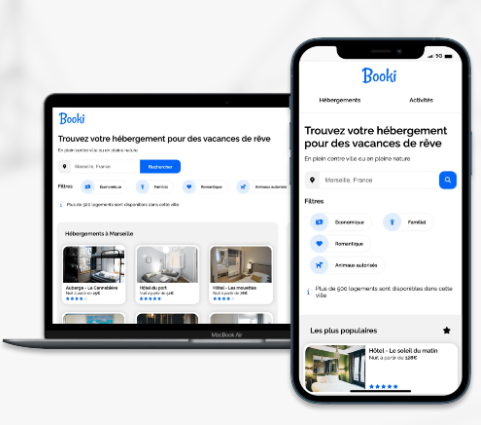 Booki
Trouvez votre hébergement pour des vacances de rêve
En plein centre ville ou en pleine nature
Marseille, France
Rechercher
Filtres
Economique
Familial
Romantique
Animaux autorisés
Plus de 500 logements sont disponibles dans cette ville
Hébergements à Marseille
Auberge - La Cannebière
Nuit à partir de 25€
Hôtel du port
Nuit à partir de 52€
Hôtel - Les mouettes
Nuit à partir de 76€
MacBook Air
5G
Booki
Hébergements
Activités
Trouvez votre hébergement
pour des vacances de rêve
En plein centre ville ou en pleine nature
Marseille, France
Filtres
Economique
Familial
Romantique
Animaux autorisés
Plus de 500 logements sont disponibles dans cette
ville
Les plus populaires
Hôtel - Le soleil du matin
Nuit à partir de 128€